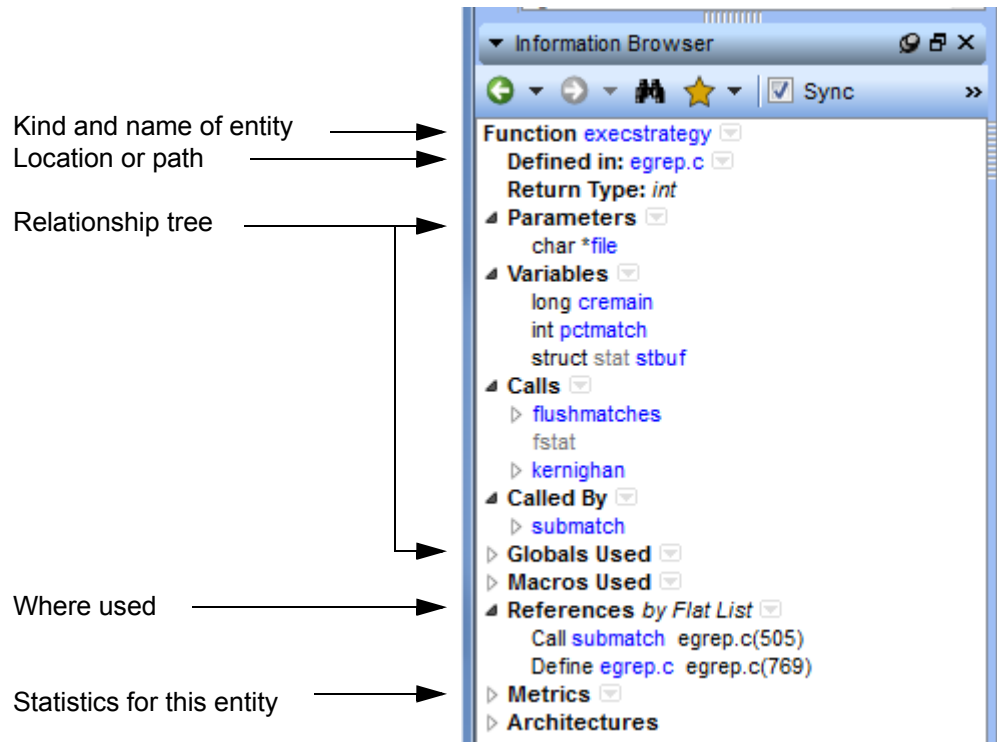 Information Browser
Sync »
Kind and name of entity
Function execstrategy
Location or path
Defined in: egrep.c
Return Type: int
Relationship tree
Parameters
char *file
Variables
long cremain
int pctmatch
struct stat stbuf
Calls
flushmatches
fstat
kernighan
Called By
submatch
Globals Used
Macros Used
Where used
References by Flat List
Call submatch egrep.c(505)
Define egrep.c egrep.c(769)
Statistics for this entity
Metrics
Architectures